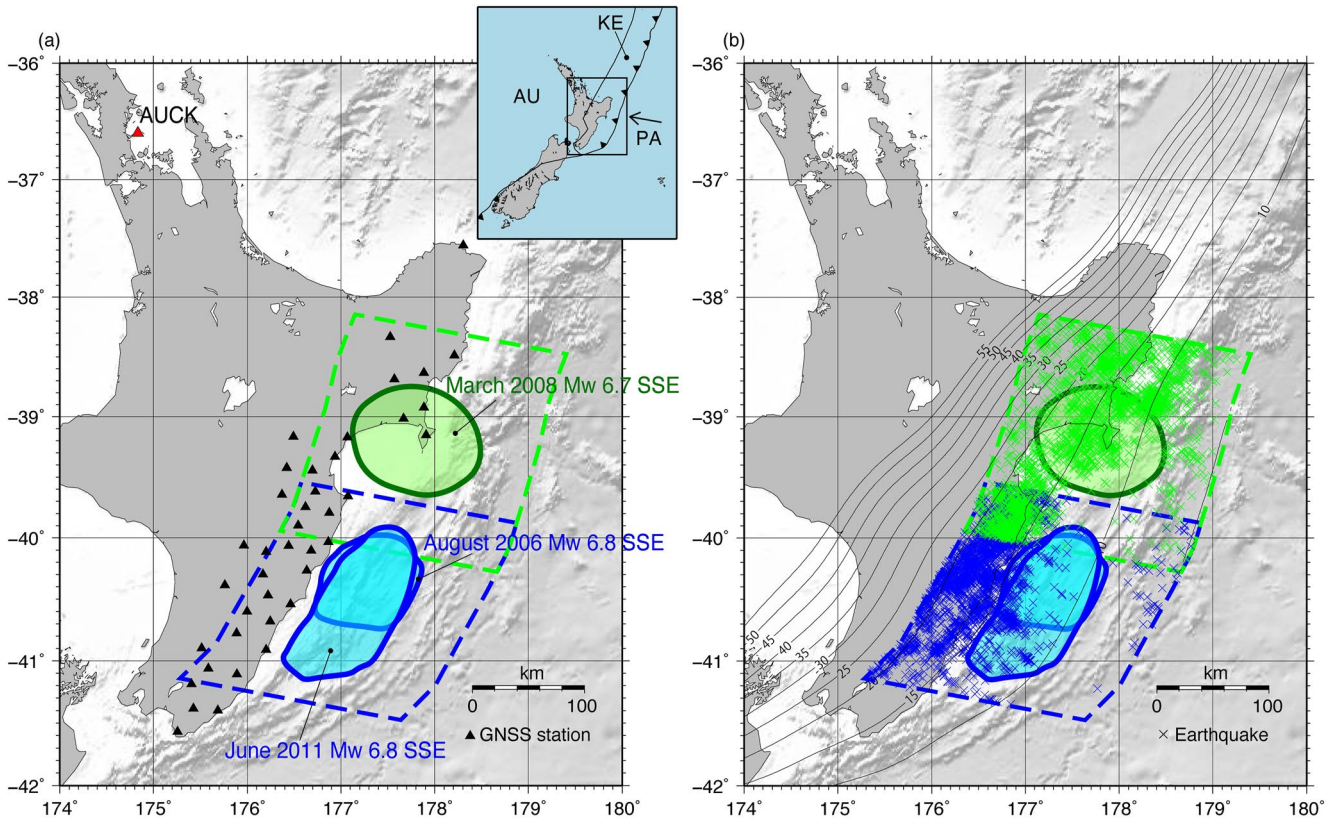 (a)
KE
(b)
AU
PA
AUCK
March 2008 Mw 6.7 SSE
August 2006 Mw 6.8 SSE
June 2011 Mw 6.8 SSE
km
0 100
GNSS station
−36°
−37°
−38°
−39°
−40°
−41°
−42°
174° 175° 176° 177° 178° 179° 180°
10
55
50
45
40
35
30
25
50
45
40
35
30
25
15
km
0 100
Earthquake
−36°
−37°
−38°
−39°
−40°
−41°
−42°
174° 175° 176° 177° 178° 179° 180°